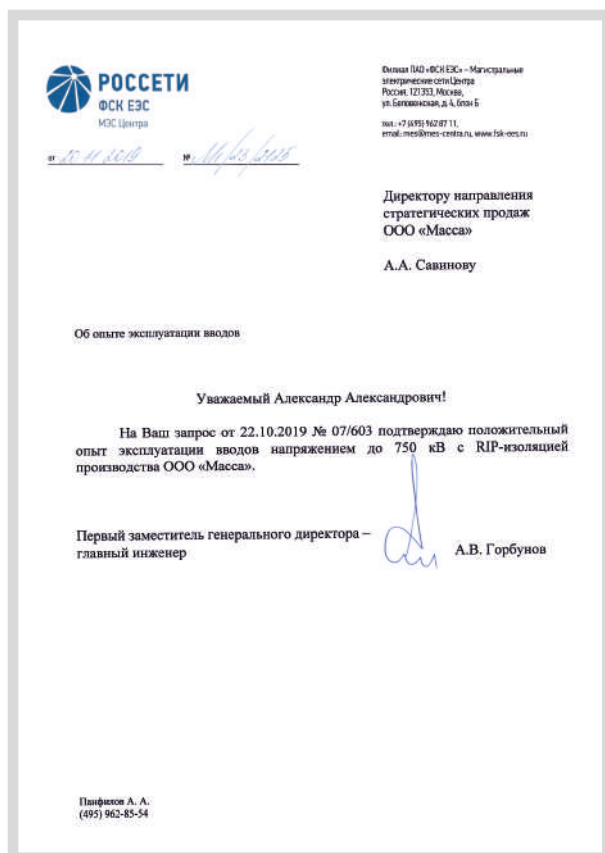 РОССЕТИ
ФСК ЕЭС
МЭС Центра
Филиал ПАО «ФСК ЕЭС» – Магистральные
электрические сети Центра
Россия, 121353, Москва,
ул. Беловежская, д. 4, блок Б
тел.: +7 (495) 962 87 11,
email: mes@mes-centra.ru, www.fsk-ees.ru
от 20.11.2019 № М1/23/2125
Директору направления
стратегических продаж
ООО «Масса»
А.А. Савинову
Об опыте эксплуатации вводов
Уважаемый Александр Александрович!
На Ваш запрос от 22.10.2019 № 07/603 подтверждаю положительный
опыт эксплуатации вводов напряжением до 750 кВ с RIP-изоляцией
производства ООО «Масса».
Первый заместитель генерального директора –
главный инженер
А.В. Горбунов
Панфилов А. А.
(495) 962-85-54